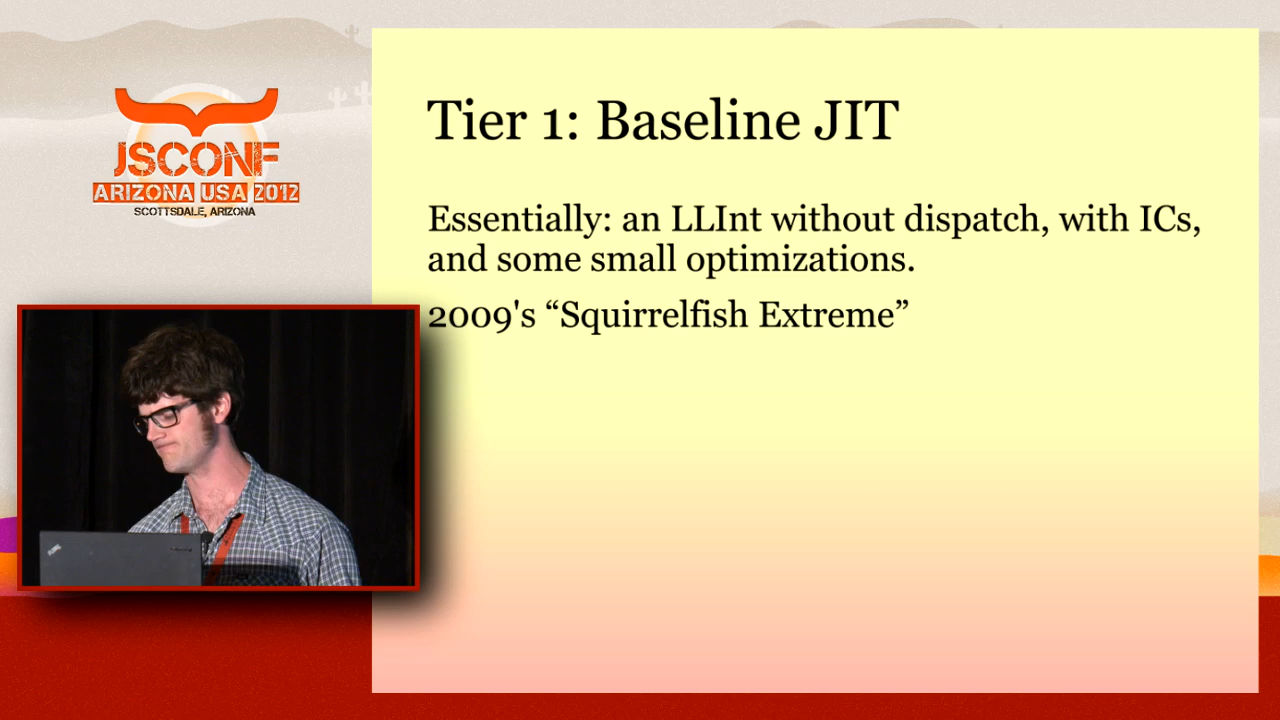 JSCONF
ARIZONA USA 2012
SCOTTSDALE, ARIZONA
Tier 1: Baseline JIT
Essentially: an LLInt without dispatch, with ICs,
and some small optimizations.
2009's “Squirrelfish Extreme”